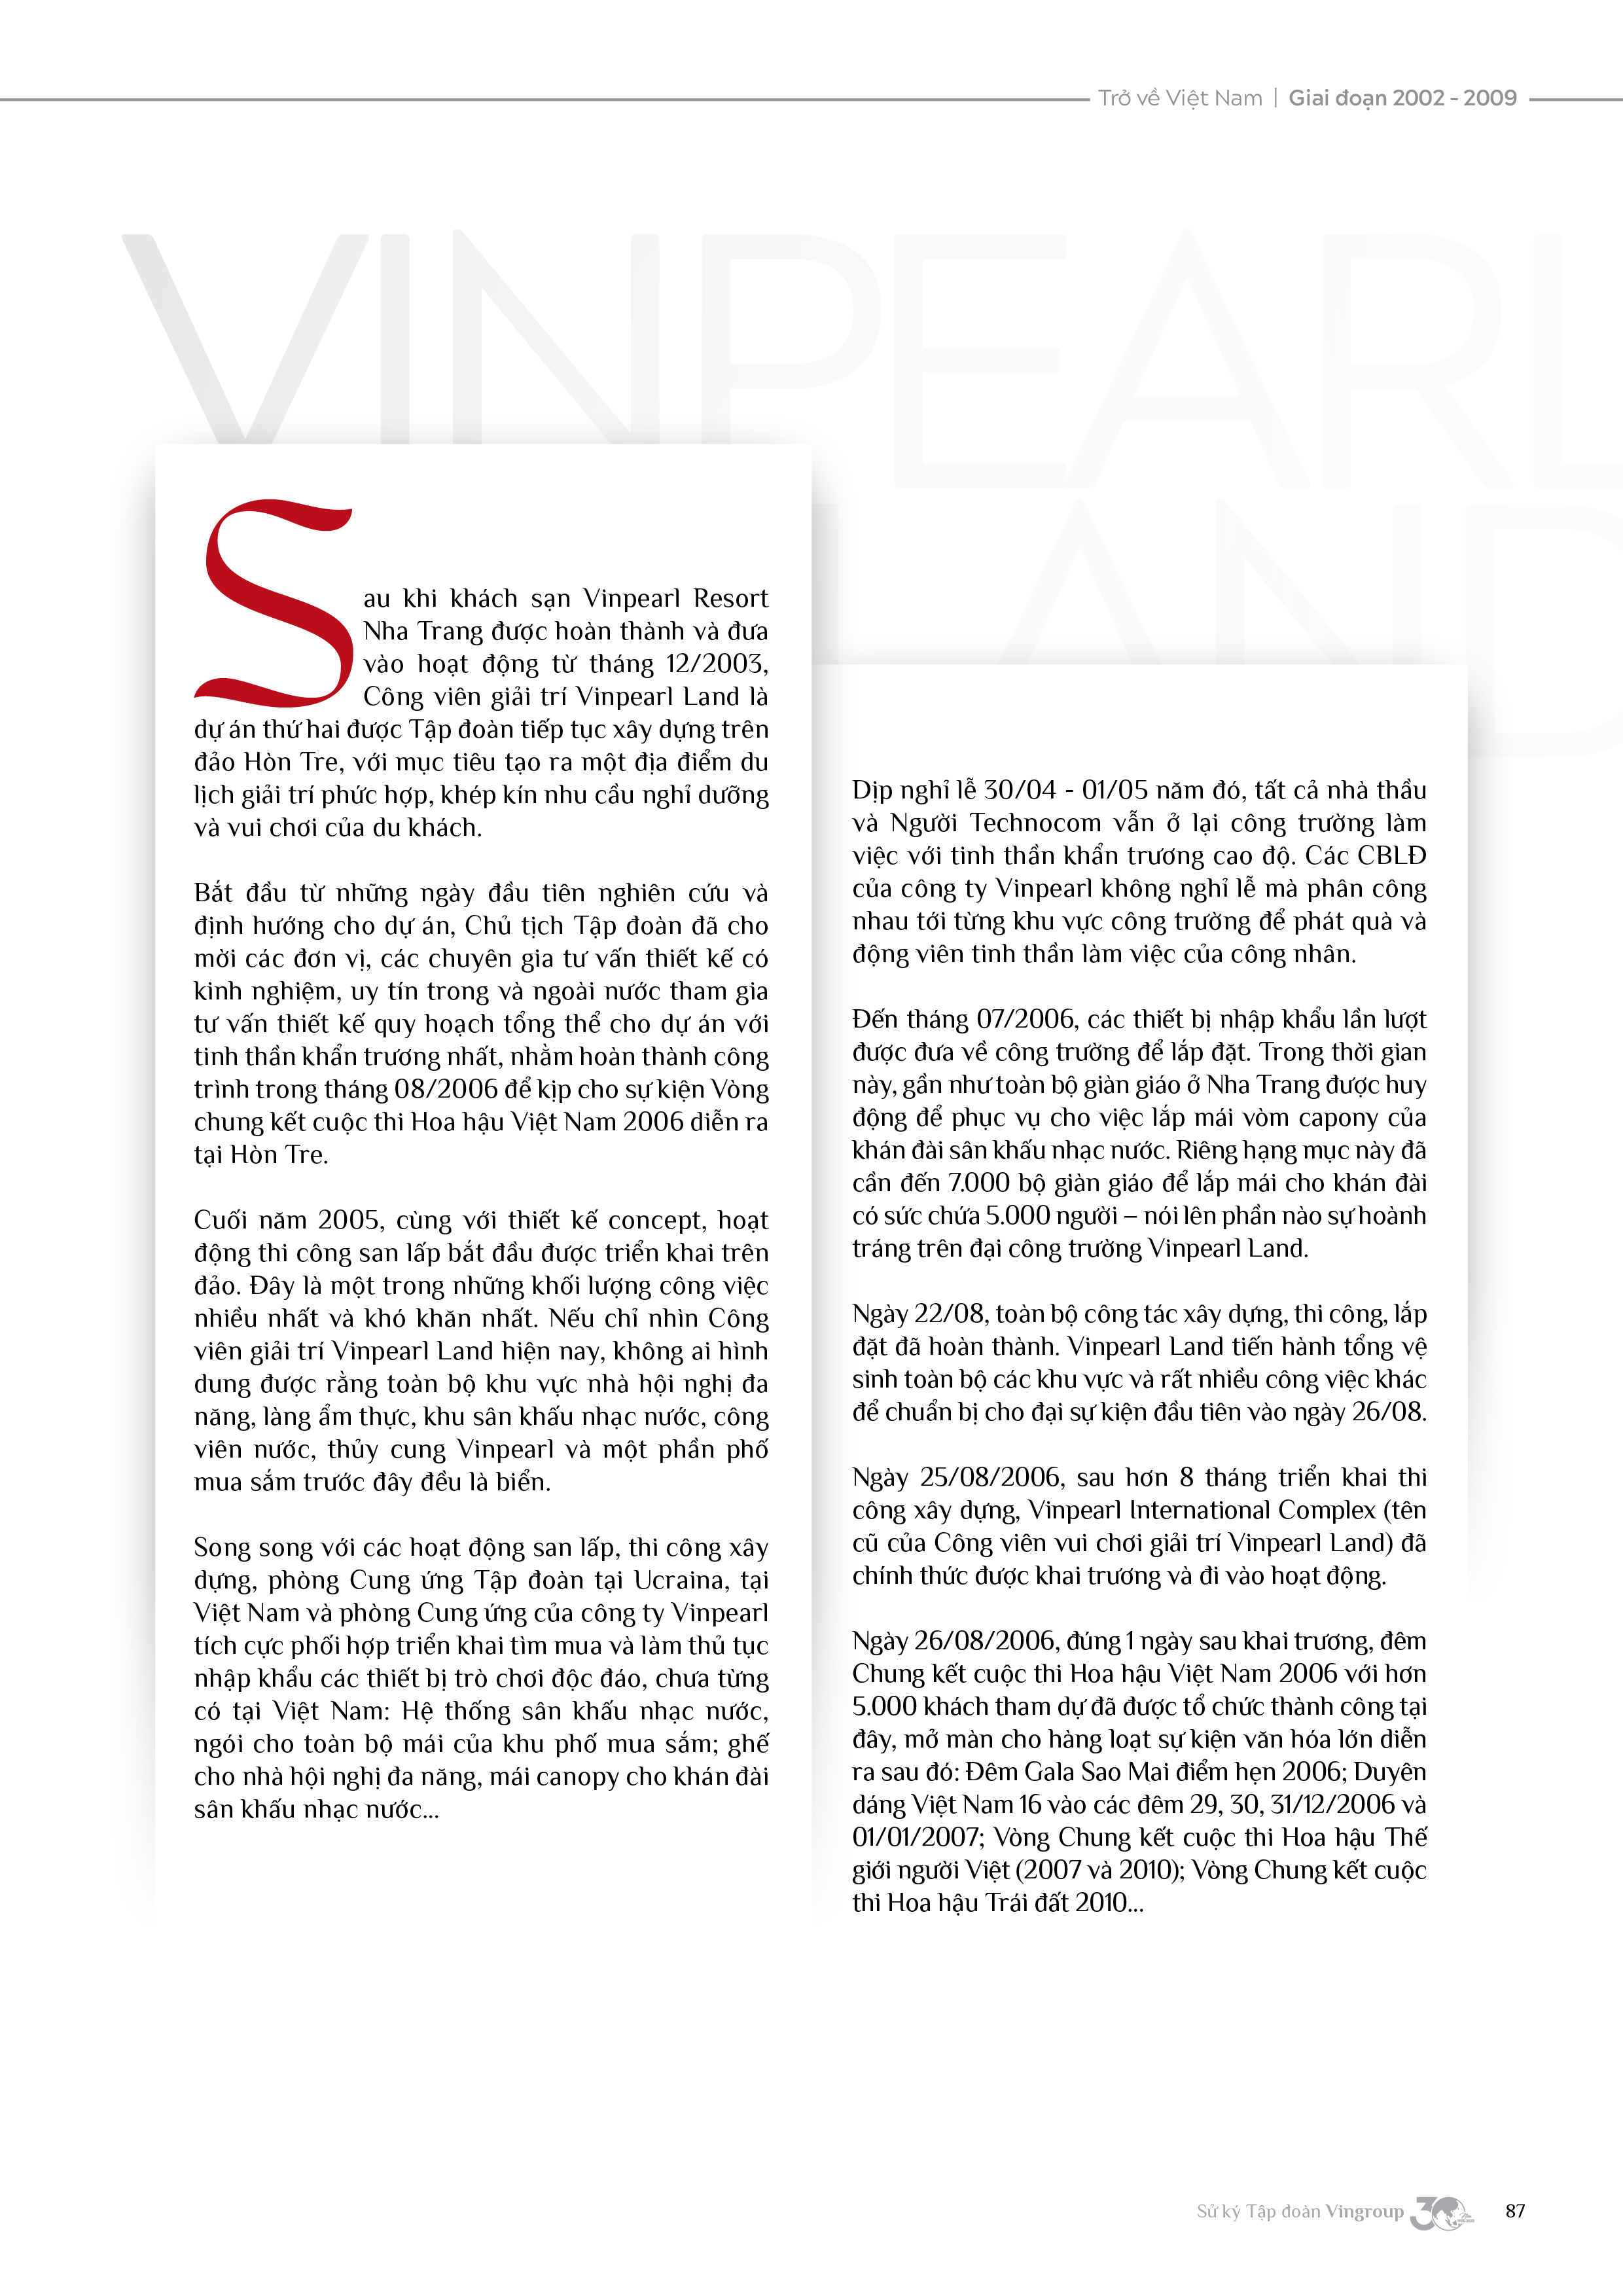 Trở về Việt Nam | Giai đoạn 2002 - 2009
VINPEARL
LAND
Sau khi khách sạn Vinpearl Resort
Nha Trang được hoàn thành và đưa
vào hoạt động từ tháng 12/2003,
Công viên giải trí Vinpearl Land là
dự án thứ hai được Tập đoàn tiếp tục xây dựng trên
đảo Hòn Tre, với mục tiêu tạo ra một địa điểm du
lịch giải trí phức hợp, khép kín nhu cầu nghỉ dưỡng
và vui chơi của du khách.
Bắt đầu từ những ngày đầu tiên nghiên cứu và
định hướng cho dự án, Chủ tịch Tập đoàn đã cho
mời các đơn vị, các chuyên gia tư vấn thiết kế có
kinh nghiệm, uy tín trong và ngoài nước tham gia
tư vấn thiết kế quy hoạch tổng thể cho dự án với
tinh thần khẩn trương nhất, nhằm hoàn thành công
trình trong tháng 08/2006 để kịp cho sự kiện Vòng
chung kết cuộc thi Hoa hậu Việt Nam 2006 diễn ra
tại Hòn Tre.
Cuối năm 2005, cùng với thiết kế concept, hoạt
động thi công san lấp bắt đầu được triển khai trên
đảo. Đây là một trong những khối lượng công việc
nhiều nhất và khó khăn nhất. Nếu chỉ nhìn Công
viên giải trí Vinpearl Land hiện nay, không ai hình
dung được rằng toàn bộ khu vực nhà hội nghị đa
năng, làng ẩm thực, khu sân khấu nhạc nước, công
viên nước, thủy cung Vinpearl và một phần phố
mua sắm trước đây đều là biển.
Song song với các hoạt động san lấp, thi công xây
dựng, phòng Cung ứng Tập đoàn tại Ucraina, tại
Việt Nam và phòng Cung ứng của công ty Vinpearl
tích cực phối hợp triển khai tìm mua và làm thủ tục
nhập khẩu các thiết bị trò chơi độc đáo, chưa từng
có tại Việt Nam: Hệ thống sân khấu nhạc nước,
ngói cho toàn bộ mái của khu phố mua sắm; ghế
cho nhà hội nghị đa năng, mái canopy cho khán đài
sân khấu nhạc nước...
Dịp nghỉ lễ 30/04 - 01/05 năm đó, tất cả nhà thầu
và Người Technocom vẫn ở lại công trường làm
việc với tinh thần khẩn trương cao độ. Các CBLĐ
của công ty Vinpearl không nghỉ lễ mà phân công
nhau tới từng khu vực công trường để phát quà và
động viên tinh thần làm việc của công nhân.
Đến tháng 07/2006, các thiết bị nhập khẩu lần lượt
được đưa về công trường để lắp đặt. Trong thời gian
này, gần như toàn bộ giàn giáo ở Nha Trang được huy
động để phục vụ cho việc lắp mái vòm capony của
khán đài sân khấu nhạc nước. Riêng hạng mục này đã
cần đến 7.000 bộ giàn giáo để lắp mái cho khán đài
có sức chứa 5.000 người – nói lên phần nào sự hoành
tráng trên đại công trường Vinpearl Land.
Ngày 22/08, toàn bộ công tác xây dựng, thi công, lắp
đặt đã hoàn thành. Vinpearl Land tiến hành tổng vệ
sinh toàn bộ các khu vực và rất nhiều công việc khác
để chuẩn bị cho đại sự kiện đầu tiên vào ngày 26/08.
Ngày 25/08/2006, sau hơn 8 tháng triển khai thi
công xây dựng, Vinpearl International Complex (tên
cũ của Công viên vui chơi giải trí Vinpearl Land) đã
chính thức được khai trương và đi vào hoạt động.
Ngày 26/08/2006, đúng 1 ngày sau khai trương, đêm
Chung kết cuộc thi Hoa hậu Việt Nam 2006 với hơn
5.000 khách tham dự đã được tổ chức thành công tại
đây, mở màn cho hàng loạt sự kiện văn hóa lớn diễn
ra sau đó: Đêm Gala Sao Mai điểm hẹn 2006; Duyên
dáng Việt Nam 16 vào các đêm 29, 30, 31/12/2006 và
01/01/2007; Vòng Chung kết cuộc thi Hoa hậu Thế
giới người Việt (2007 và 2010); Vòng Chung kết cuộc
thi Hoa hậu Trái đất 2010...
Sử ký Tập đoàn Vingroup 30 87